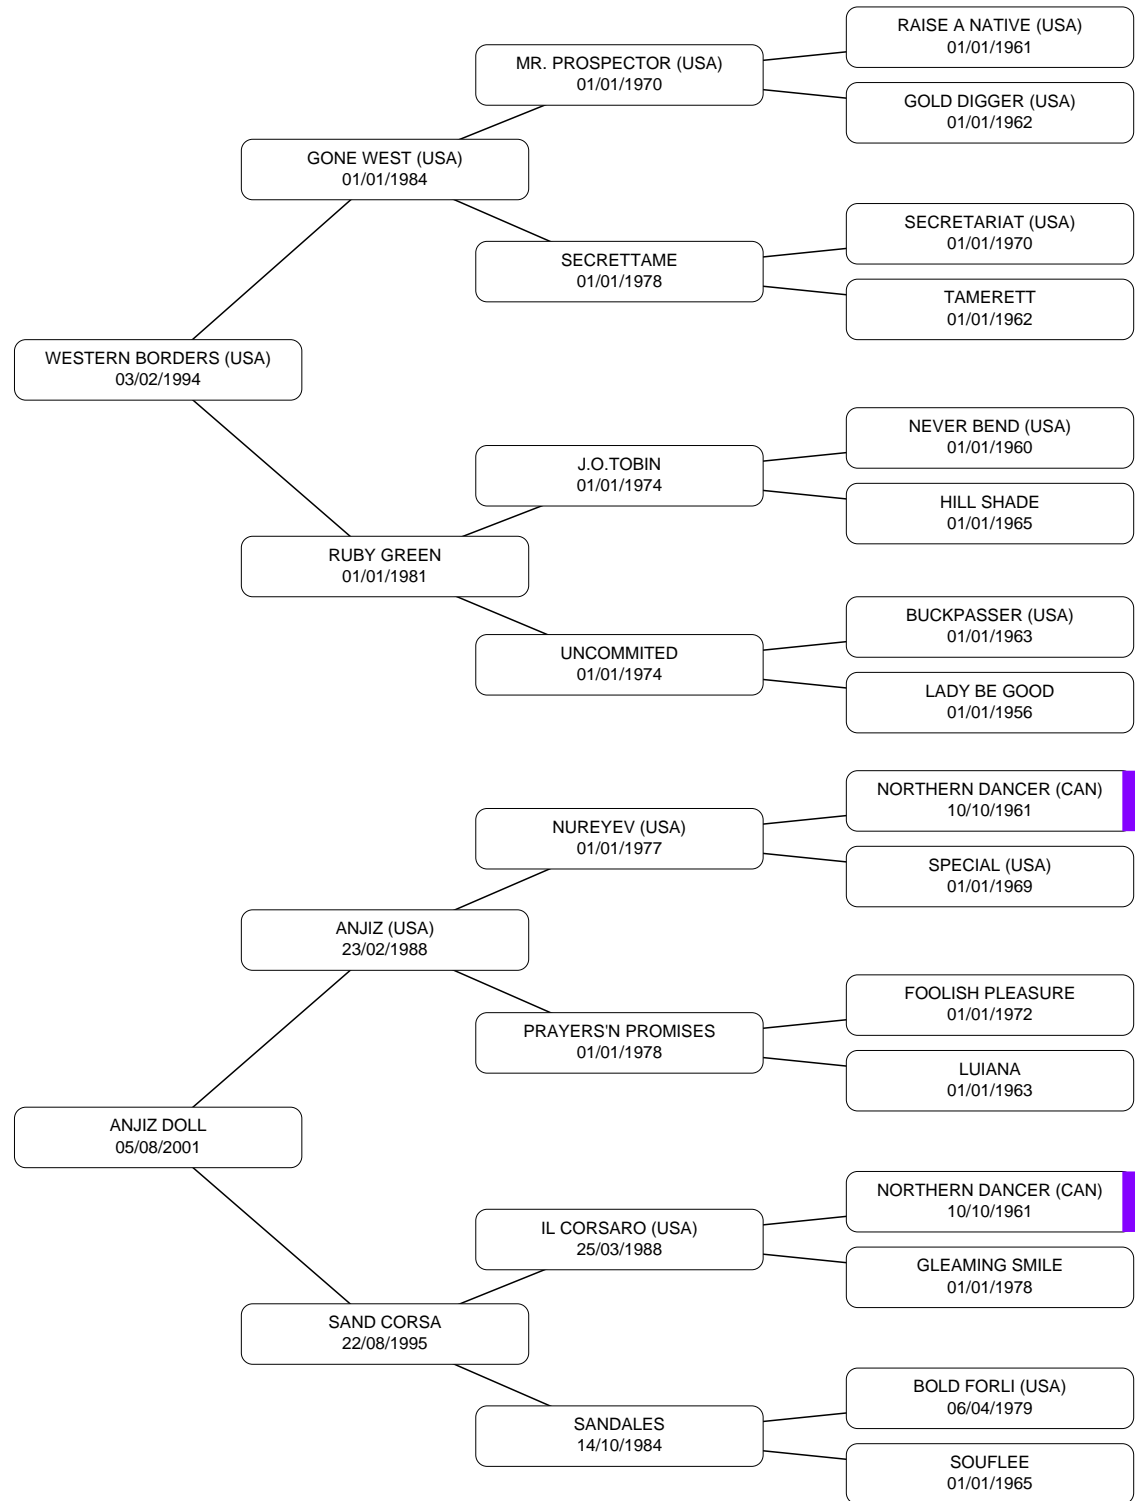 RAISE A NATIVE (USA)
01/01/1961
MR. PROSPECTOR (USA)
01/01/1970
GOLD DIGGER (USA)
01/01/1962
GONE WEST (USA)
01/01/1984
SECRETARIAT (USA)
01/01/1970
SECRETTAME
01/01/1978
TAMERETT
01/01/1962
WESTERN BORDERS (USA)
03/02/1994
NEVER BEND (USA)
01/01/1960
J.O.TOBIN
01/01/1974
HILL SHADE
01/01/1965
RUBY GREEN
01/01/1981
BUCKPASSER (USA)
01/01/1963
UNCOMMITED
01/01/1974
LADY BE GOOD
01/01/1956
NORTHERN DANCER (CAN)
10/10/1961
NUREYEV (USA)
01/01/1977
SPECIAL (USA)
01/01/1969
ANJIZ (USA)
23/02/1988
FOOLISH PLEASURE
01/01/1972
PRAYERS'N PROMISES
01/01/1978
LUIANA
01/01/1963
ANJIZ DOLL
05/08/2001
NORTHERN DANCER (CAN)
10/10/1961
IL CORSARO (USA)
25/03/1988
GLEAMING SMILE
01/01/1978
SAND CORSA
22/08/1995
BOLD FORLI (USA)
06/04/1979
SANDALES
14/10/1984
SOUFLEE
01/01/1965